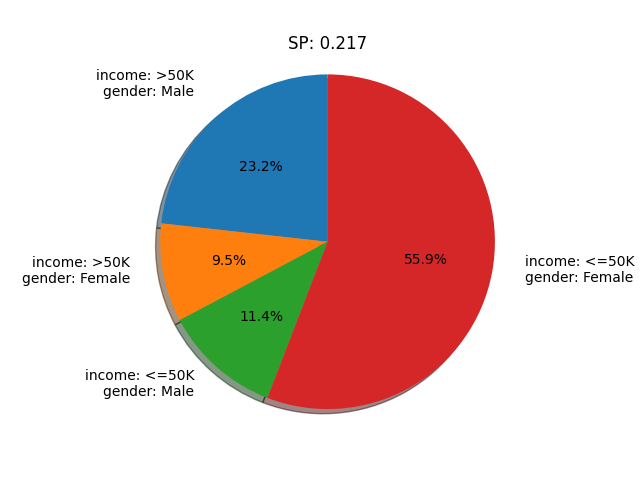 SP: 0.217
income: >50K
gender: Male
23.2%
income: >50K
gender: Female
9.5%
55.9%
income: <=50K
gender: Female
11.4%
income: <=50K
gender: Male